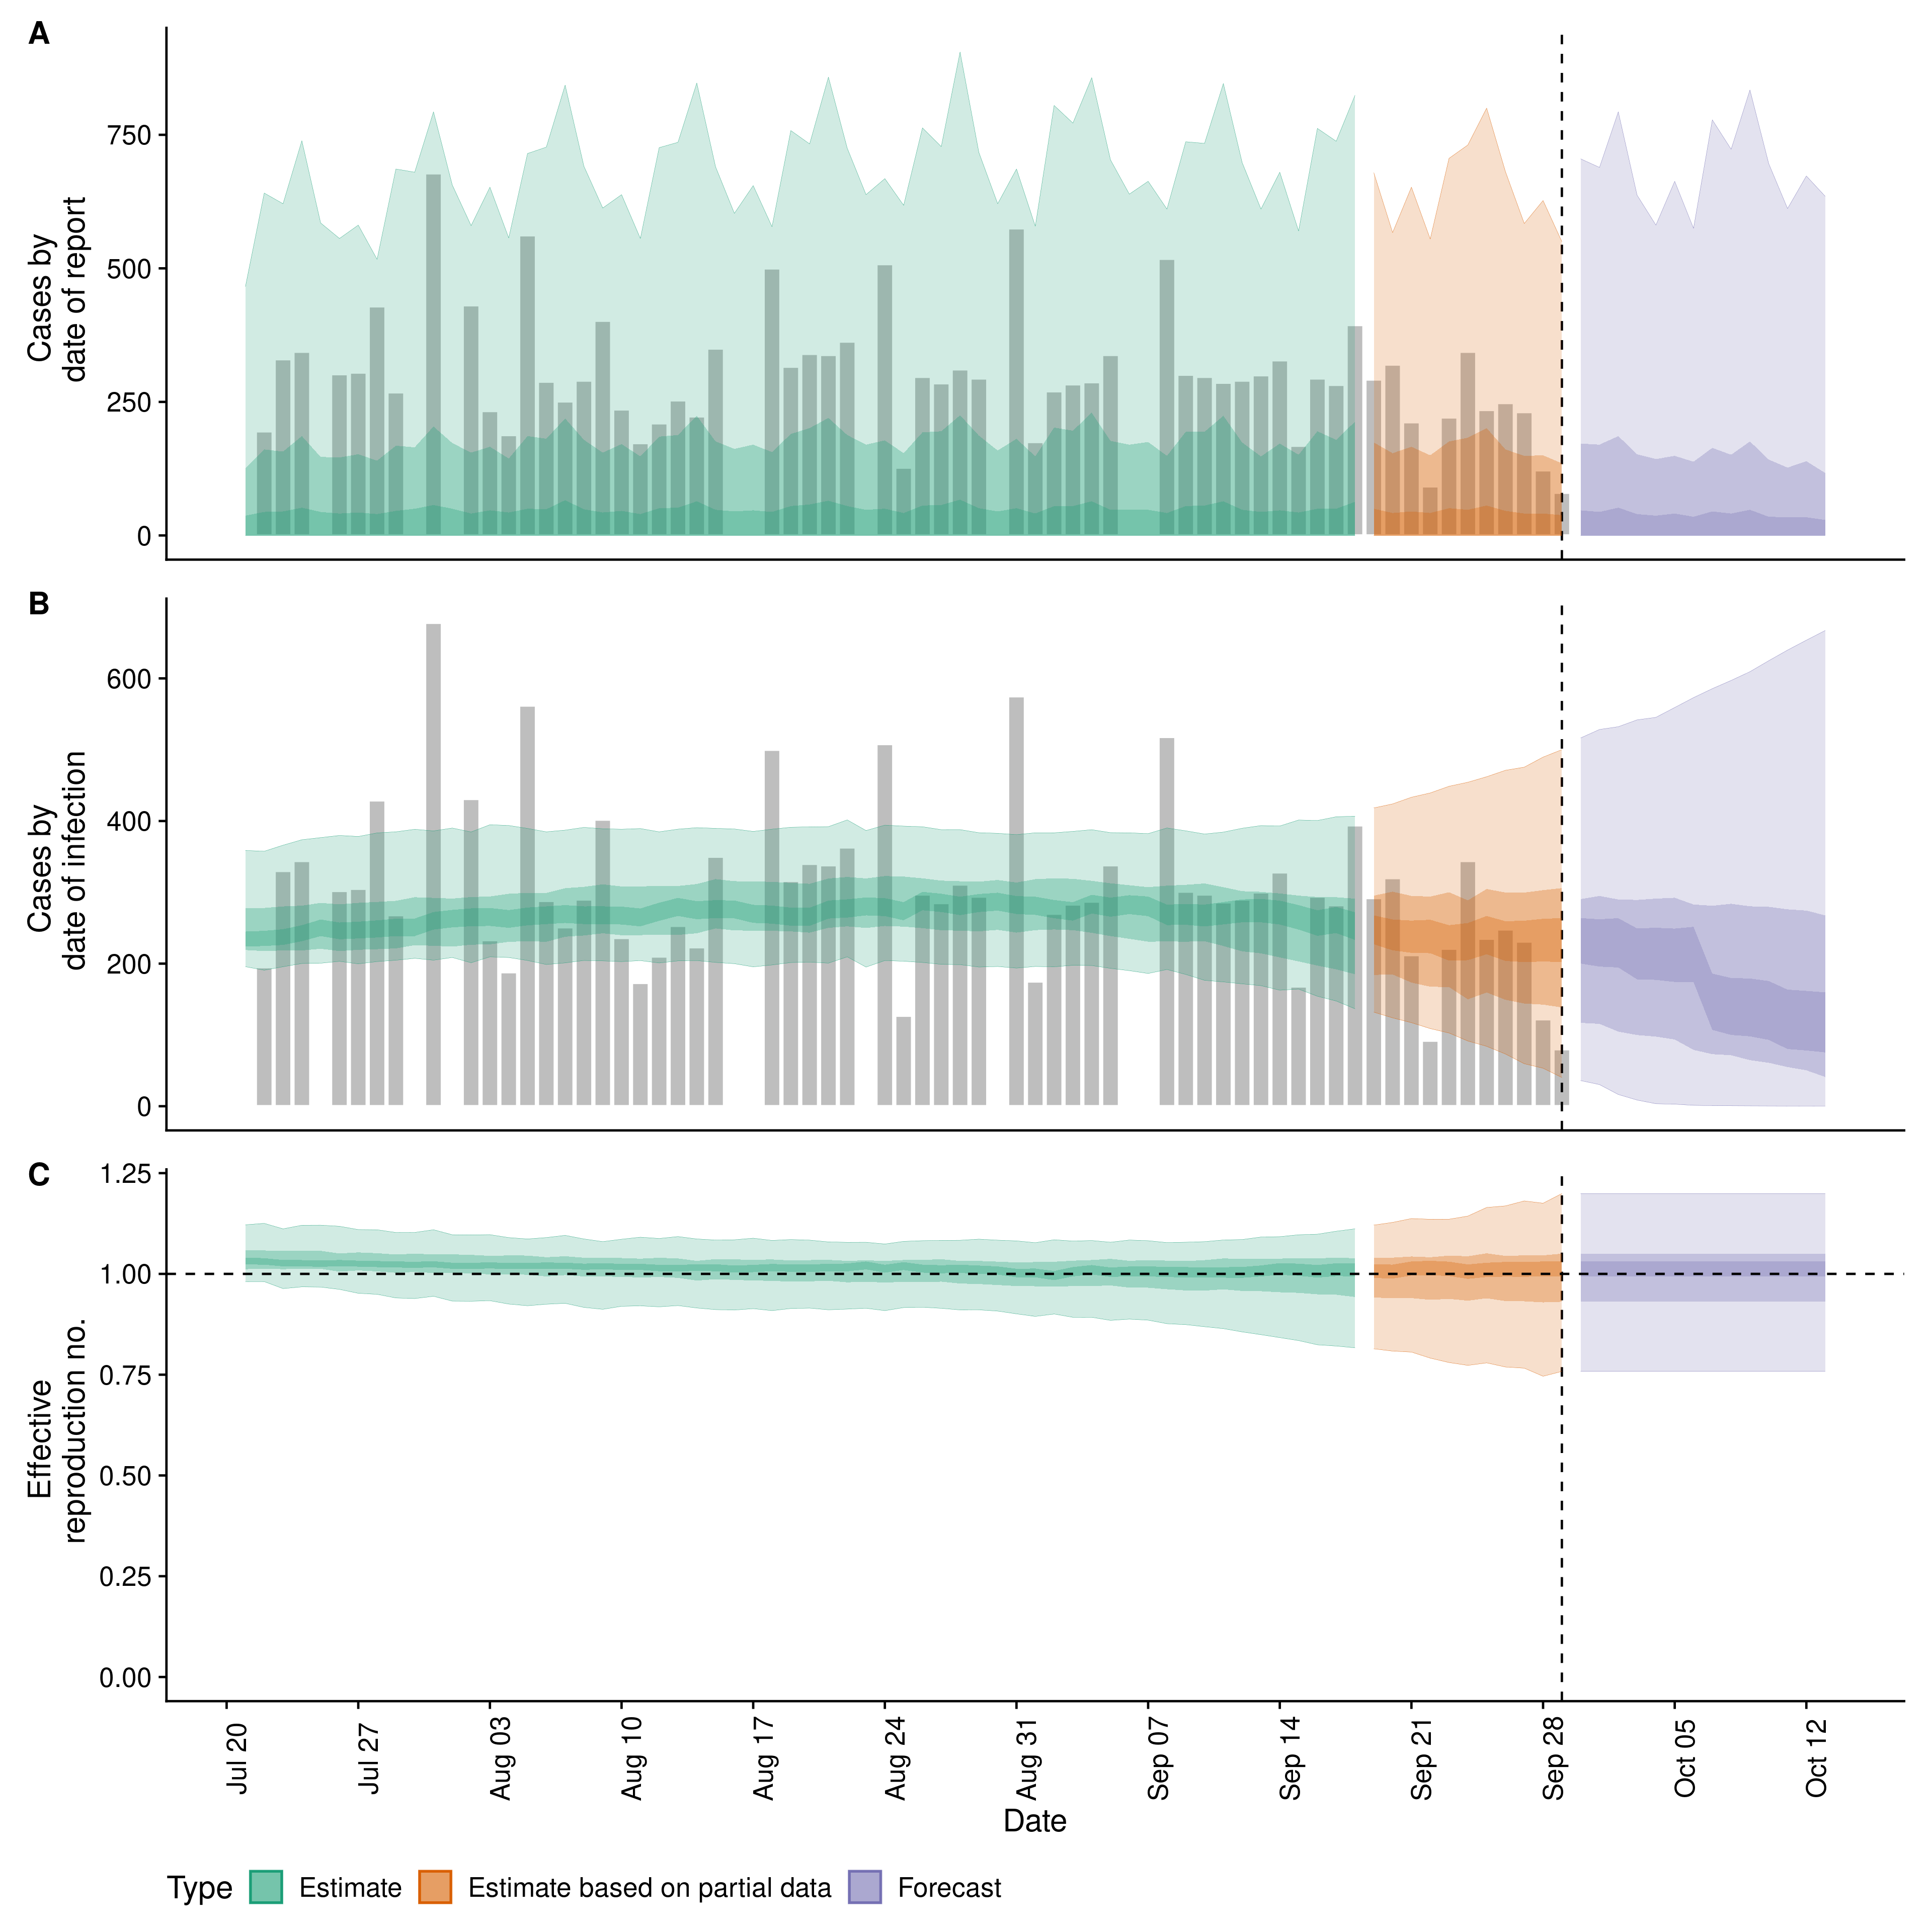 A
Cases by
date of report
750
500
250
0
B
Cases by
date of infection
600
400
200
0
C
Effective
reproduction no.
1.25
1.00
0.75
0.50
0.25
0.00
Jul 20
Jul 27
Aug 03
Aug 10
Aug 17
Aug 24
Aug 31
Sep 07
Sep 14
Sep 21
Sep 28
Oct 05
Oct 12
Date
Type Estimate Estimate based on partial data Forecast